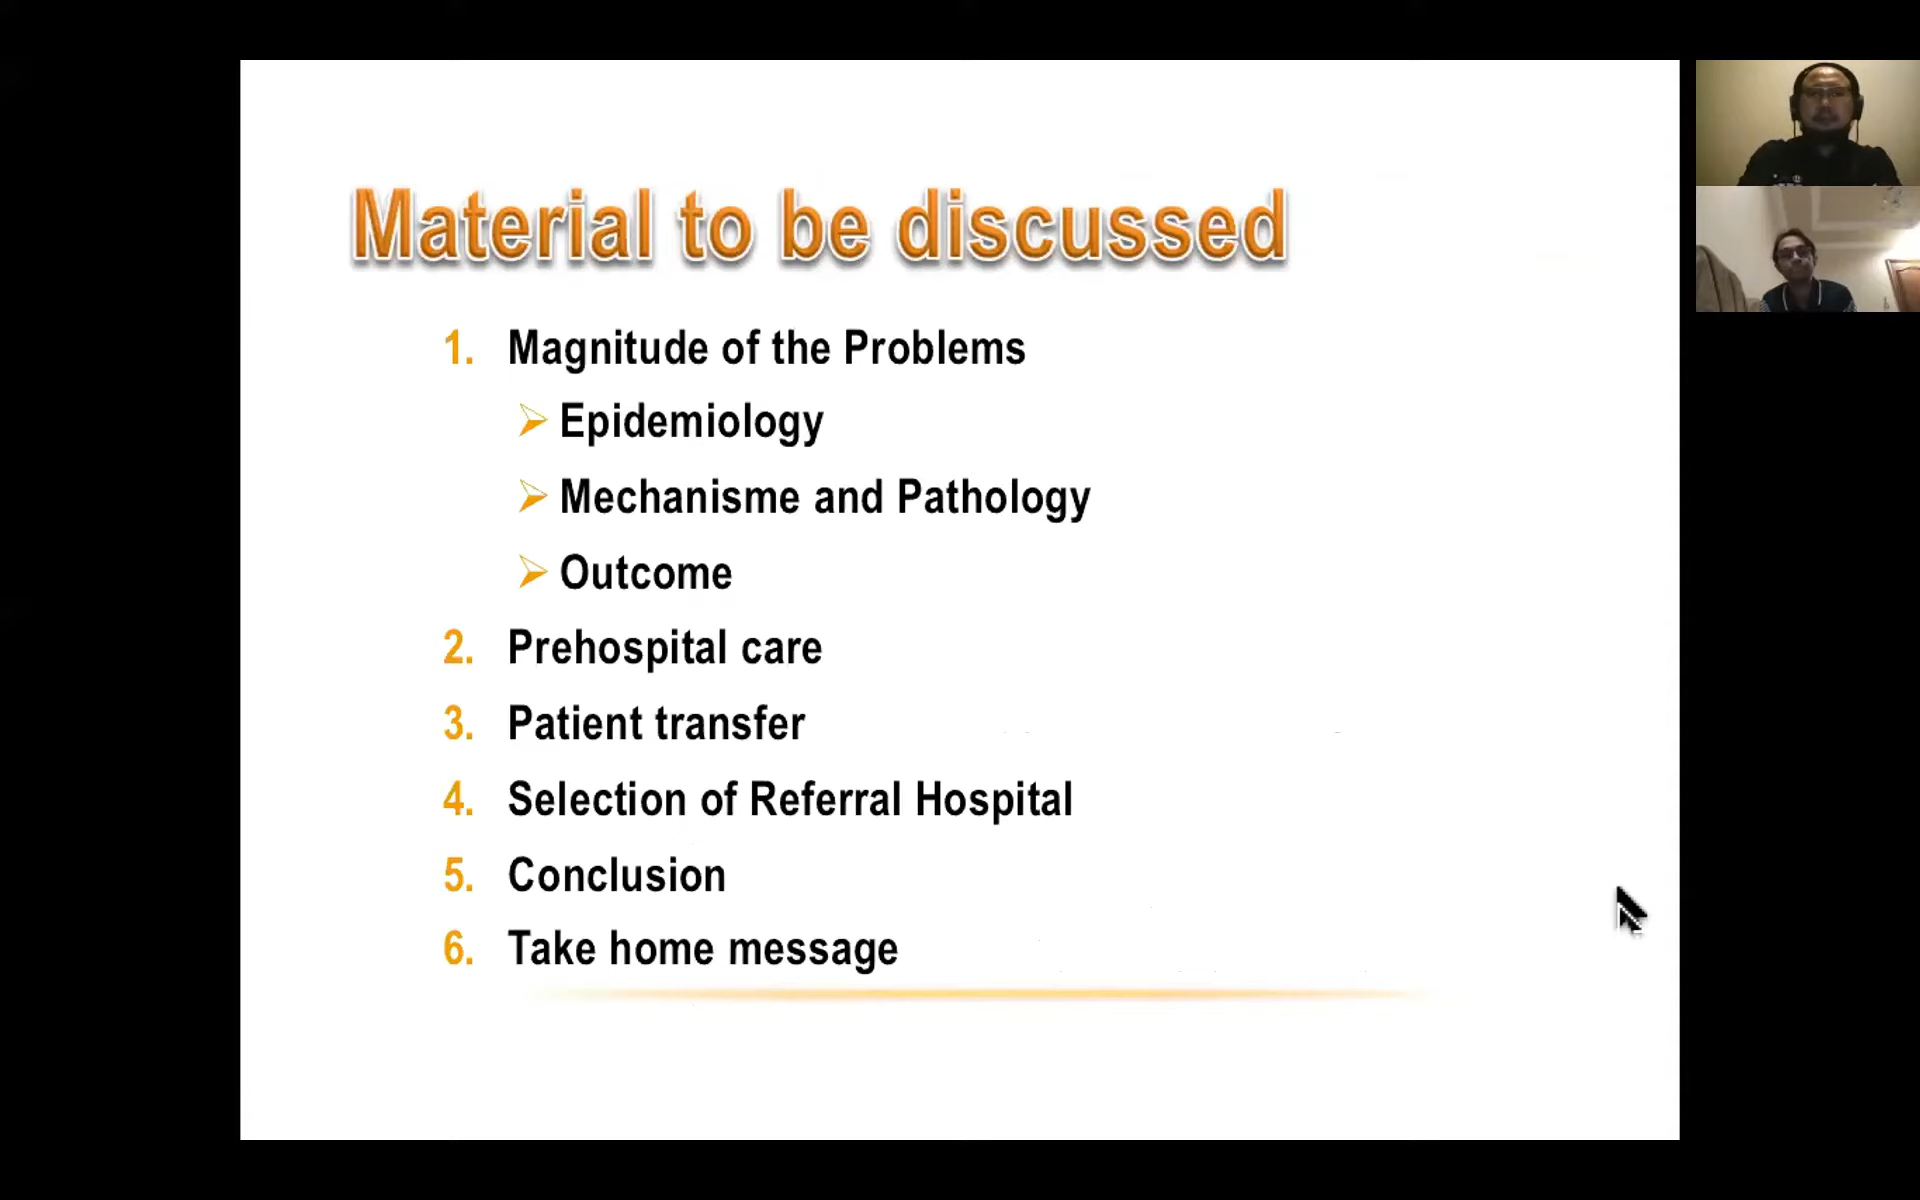 Material to be discussed
1. Magnitude of the Problems
➢ Epidemiology
➢ Mechanisme and Pathology
➢ Outcome
2. Prehospital care
3. Patient transfer
4. Selection of Referral Hospital
5. Conclusion
6. Take home message